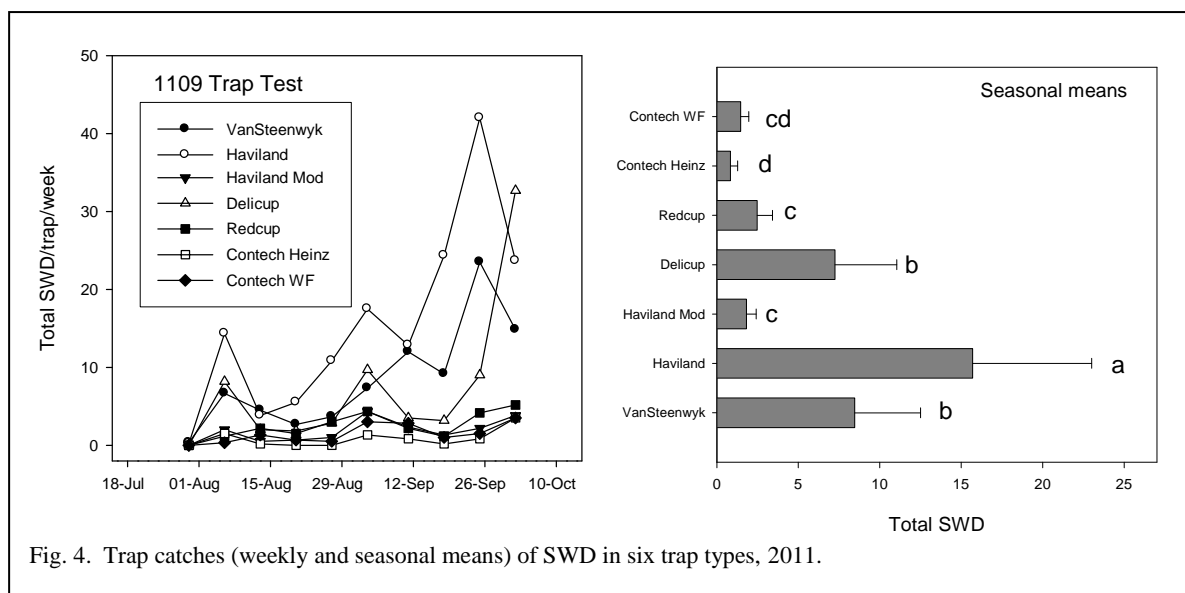 1109 Trap Test
VanSteenwyk
Haviland
Haviland Mod
Delicup
Redcup
Contech Heinz
Contech WF
Total SWD/trap/week
50
40
30
20
10
0
18-Jul 01-Aug 15-Aug 29-Aug 12-Sep 26-Sep 10-Oct
Seasonal means
Contech WF cd
Contech Heinz d
Redcup c
Delicup b
Haviland Mod c
Haviland a
VanSteenwyk b
0 5 10 15 20 25
Total SWD
Fig. 4. Trap catches (weekly and seasonal means) of SWD in six trap types, 2011.